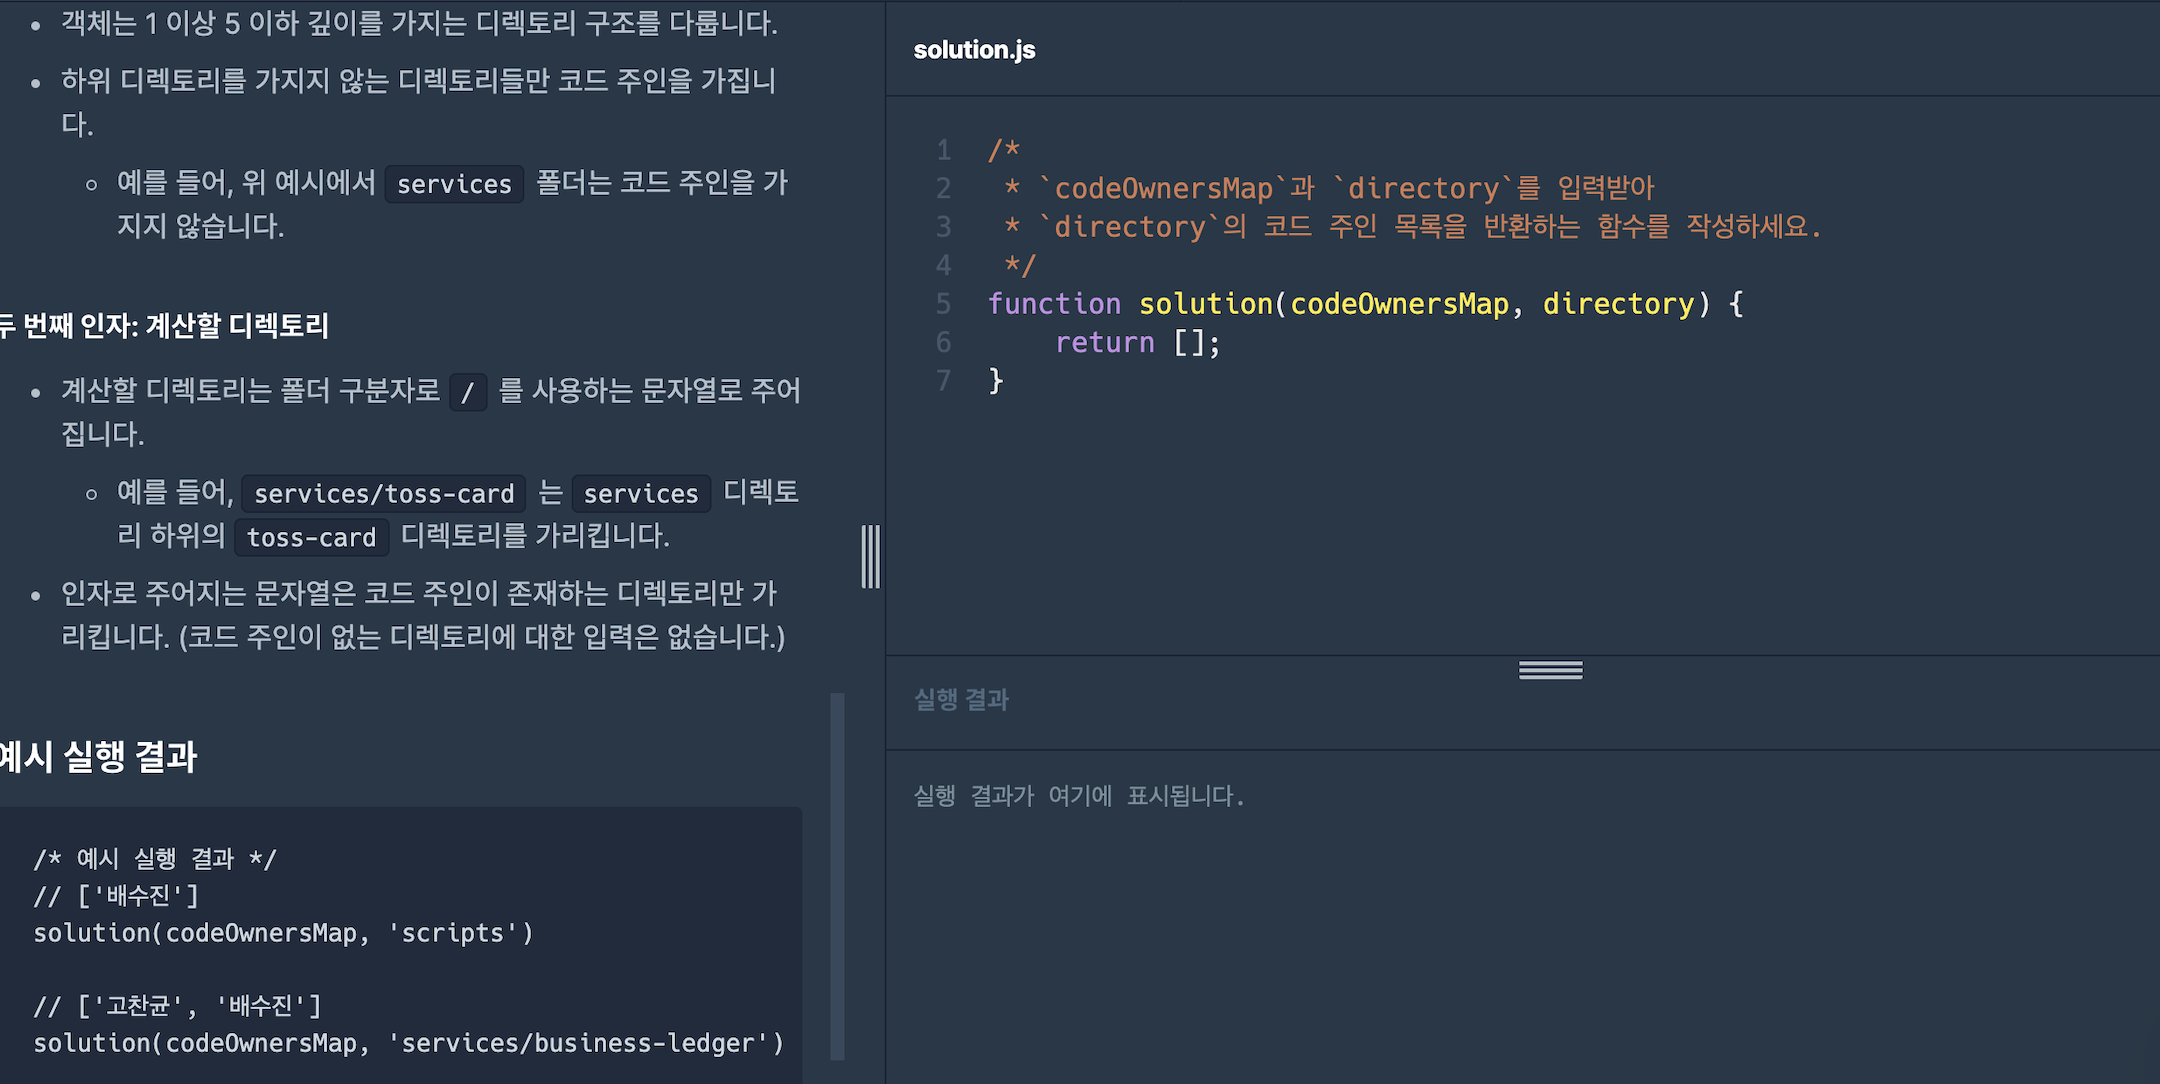 객체는 1 이상 5 이하 깊이를 가지는 디렉토리 구조를 다룹니다.
하위 디렉토리를 가지지 않는 디렉토리들만 코드 주인을 가집니
다.
예를 들어, 위 예시에서 services 폴더는 코드 주인을 가
지지 않습니다.
두 번째 인자: 계산할 디렉토리
계산할 디렉토리는 폴더 구분자로 / 를 사용하는 문자열로 주어
집니다.
예를 들어, services/toss-card 는 services 디렉토
리 하위의 toss-card 디렉토리를 가리킵니다.
인자로 주어지는 문자열은 코드 주인이 존재하는 디렉토리만 가
리킵니다. (코드 주인이 없는 디렉토리에 대한 입력은 없습니다.)
예시 실행 결과
/* 예시 실행 결과 */
// ['배수진']
solution(codeOwnersMap, 'scripts')
// ['고찬균', '배수진']
solution(codeOwnersMap, 'services/business-ledger')
solution.js
1 /*
2 * `codeOwnersMap`과 `directory`를 입력받아
3 * `directory`의 코드 주인 목록을 반환하는 함수를 작성하세요.
4 */
5 function solution(codeOwnersMap, directory) {
6 return [];
7 }
실행 결과
실행 결과가 여기에 표시됩니다.